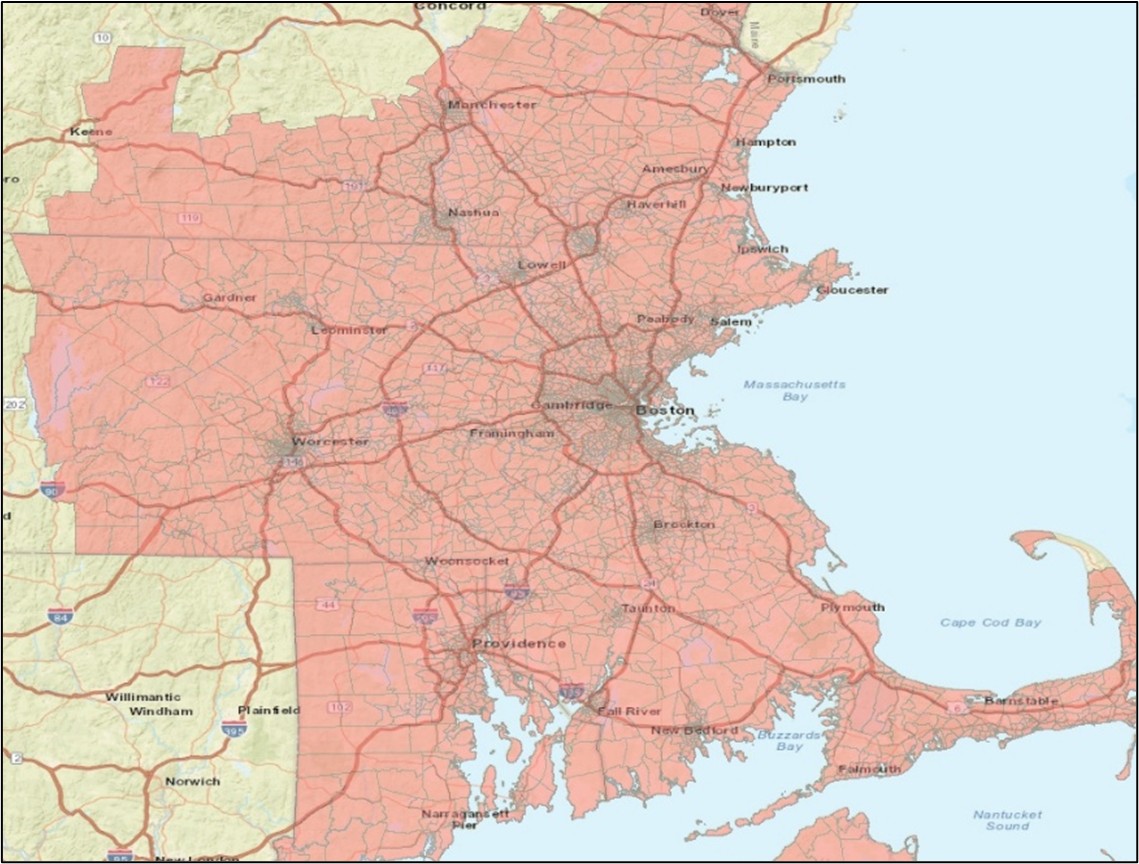 Concord
Dover
Maine
10
Portsmouth
Manchester
Keene
Hampton
Amesbury
ro
101
Newburyport
Haverhill
Nashua
119
Ipswich
Lowell
Gloucester
Gardner
Peabody
Salem
Leominster
2
117
122
Massachusetts
Bay
202
Cambridge
Boston
Framingham
Worcester
146
90
3
d
Brockton
Woonsocket
24
44
95
84
Taunton
Plymouth
Cape Cod Bay
Providence
Willimantic
Windham
Plainfield
102
Fall River
Barnstable
6
395
New Bedford
Buzzards
Bay
2
Falmouth
Norwich
Narragansett
Pier
Nantucket
Sound
95
New London